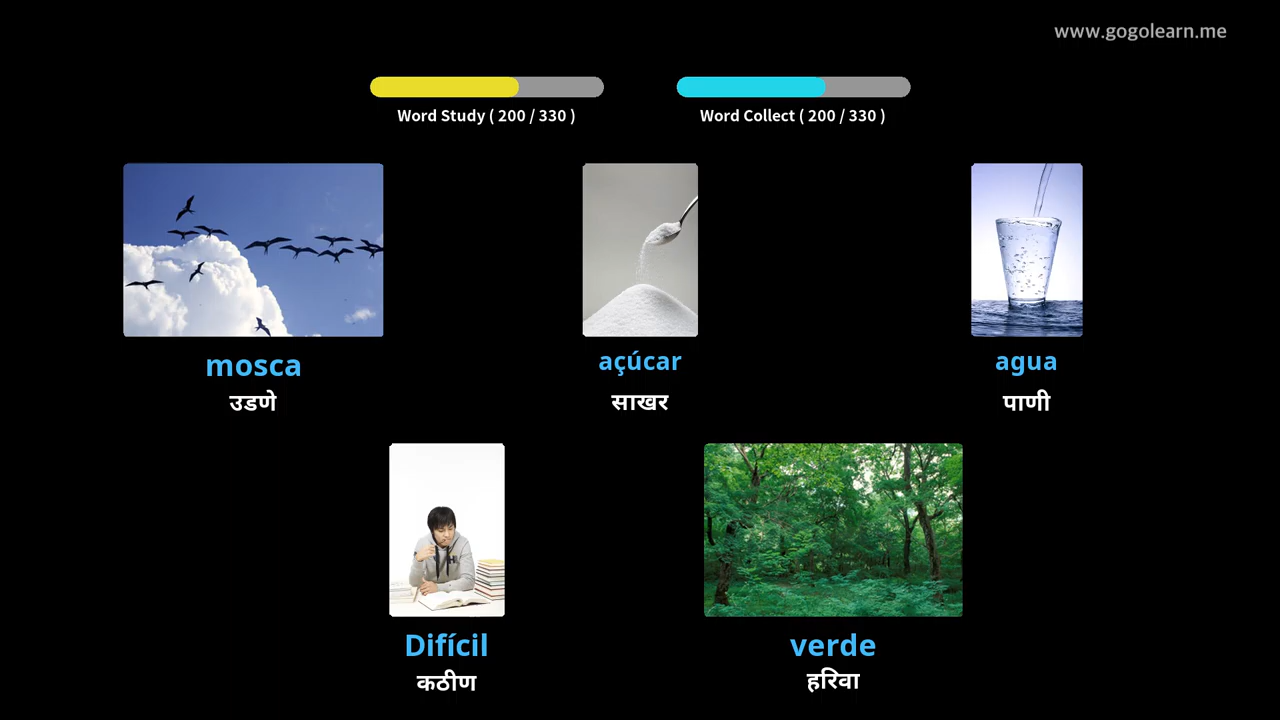 www.gogolearn.me
Word Study ( 200 / 330 )
Word Collect ( 200 / 330 )
mosca
उडणे
açúcar
साखर
agua
पाणी
Difícil
कठीण
verde
हरिवा